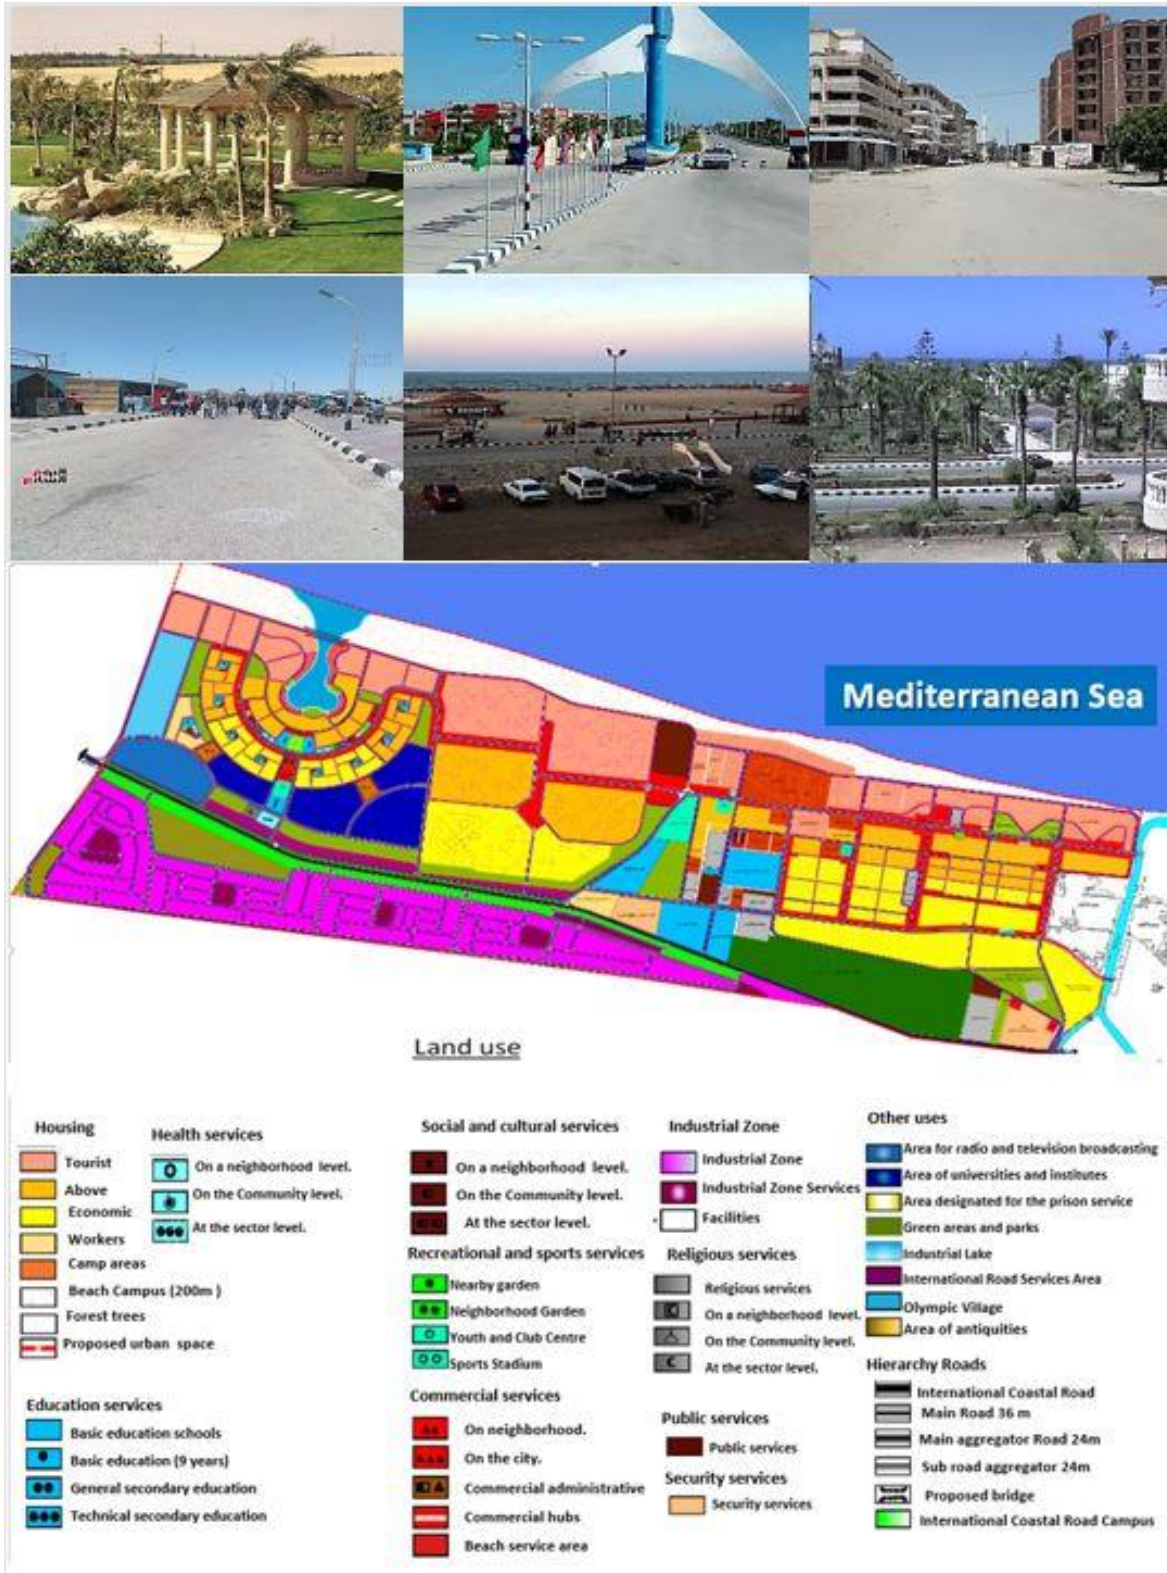 Mediterranean Sea
Land use
Housing
Tourist
Above
Economic
Workers
Camp areas
Beach Campus (200m )
Forest trees
Proposed urban space
Health services
On a neighborhood level.
On the Community level.
At the sector level.
Education services
Basic education schools
Basic education (9 years)
General secondary education
Technical secondary education
Social and cultural services
On a neighborhood level.
On the Community level.
At the sector level.
Recreational and sports services
Nearby garden
Neighborhood Garden
Youth and Club Centre
Sports Stadium
Commercial services
On neighborhood.
On the city.
Commercial administrative
Commercial hubs
Beach service area
Industrial Zone
Industrial Zone
Industrial Zone Services
Facilities
Religious services
Religious services
On a neighborhood level.
On the Community level.
At the sector level.
Public services
Public services
Security services
Security services
Other uses
Area for radio and television broadcasting
Area of universities and institutes
Area designated for the prison service
Green areas and parks
Industrial Lake
International Road Services Area
Olympic Village
Area of antiquities
Hierarchy Roads
International Coastal Road
Main Road 36 m
Main aggregator Road 24m
Sub road aggregator 24m
Proposed bridge
International Coastal Road Campus